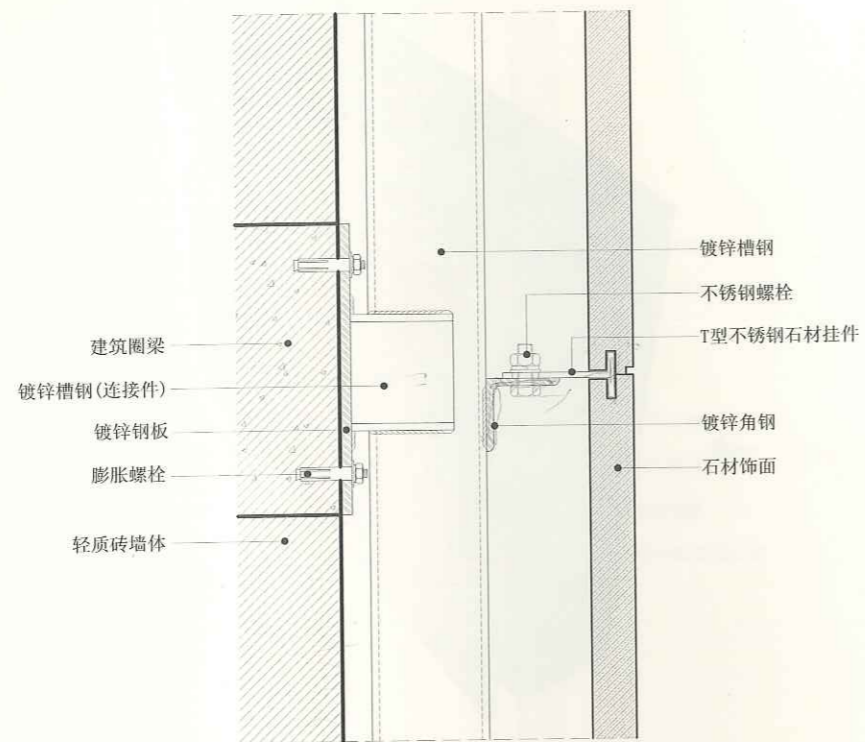 镀锌槽钢
不锈钢螺栓
T型不锈钢石材挂件
镀锌角钢
石材饰面
建筑圈梁
镀锌槽钢(连接件)
镀锌钢板
膨胀螺栓
轻质砖墙体